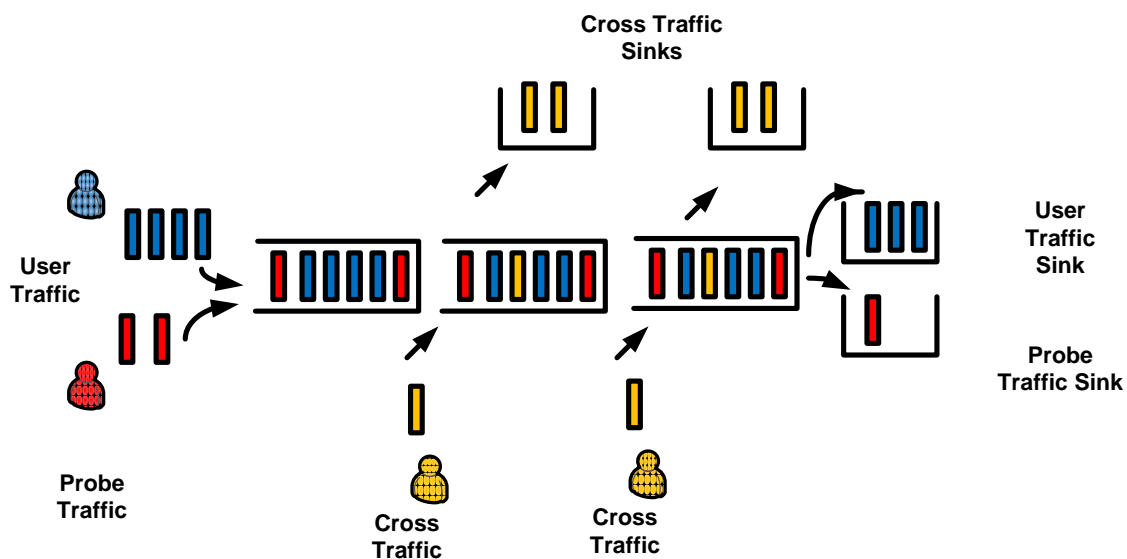 Cross Traffic
Sinks
User
Traffic
User
Traffic
Sink
Probe
Traffic Sink
Probe
Traffic
Cross
Traffic
Cross
Traffic